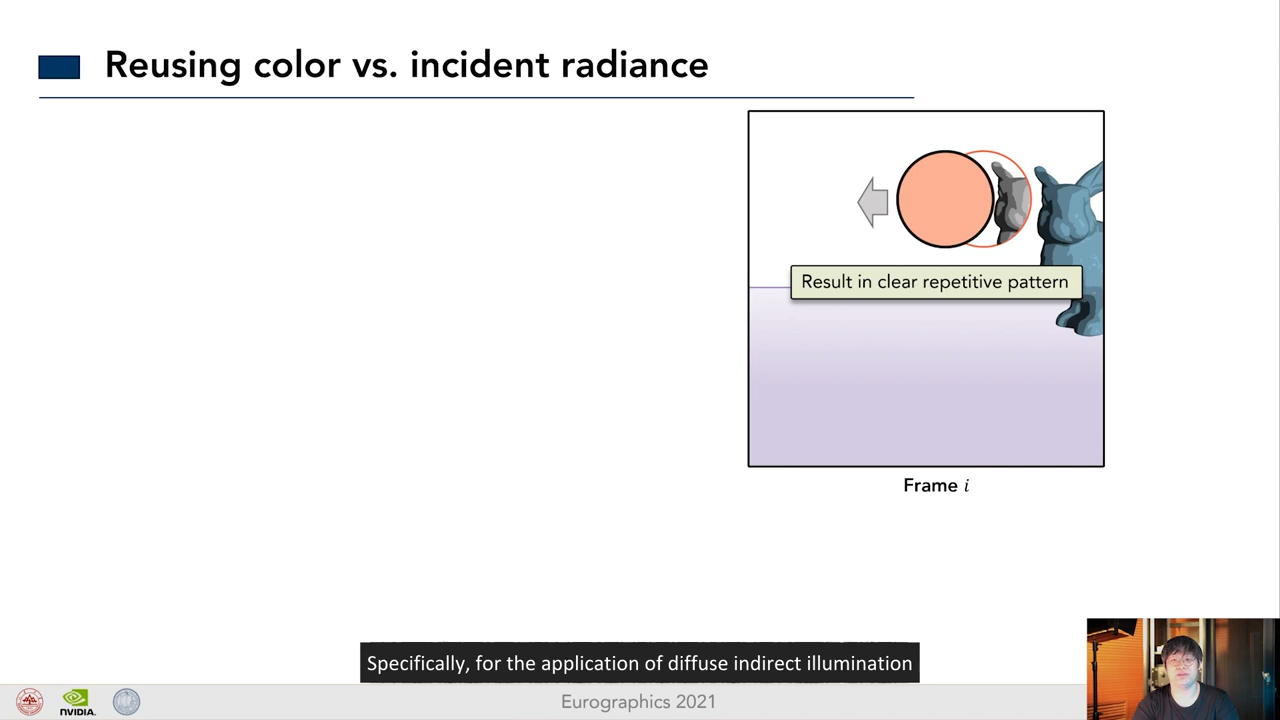 Reusing color vs. incident radiance
Result in clear repetitive pattern
Frame i
Specifically, for the application of diffuse indirect illumination
NVIDIA.
Eurographics 2021